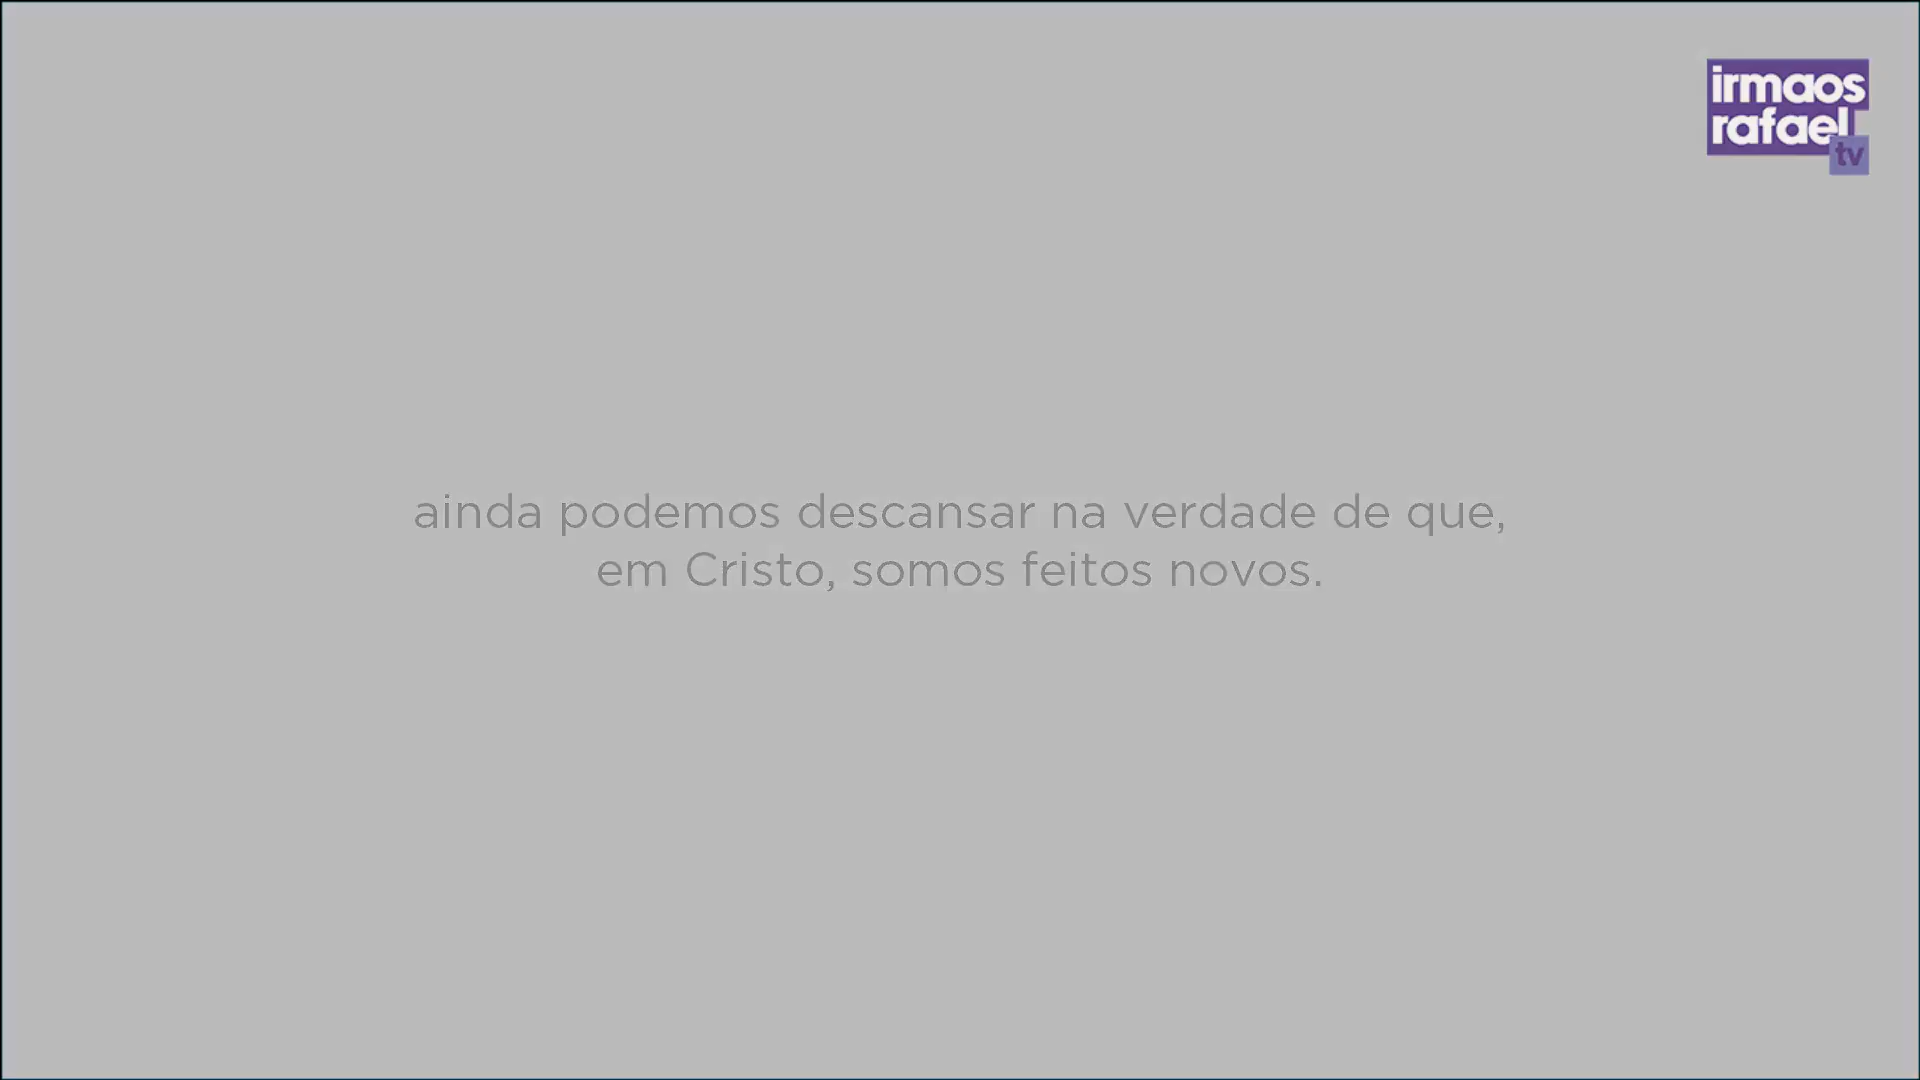 irmaos
rafael
tv
ainda podemos descansar na verdade de que,
em Cristo, somos feitos novos.